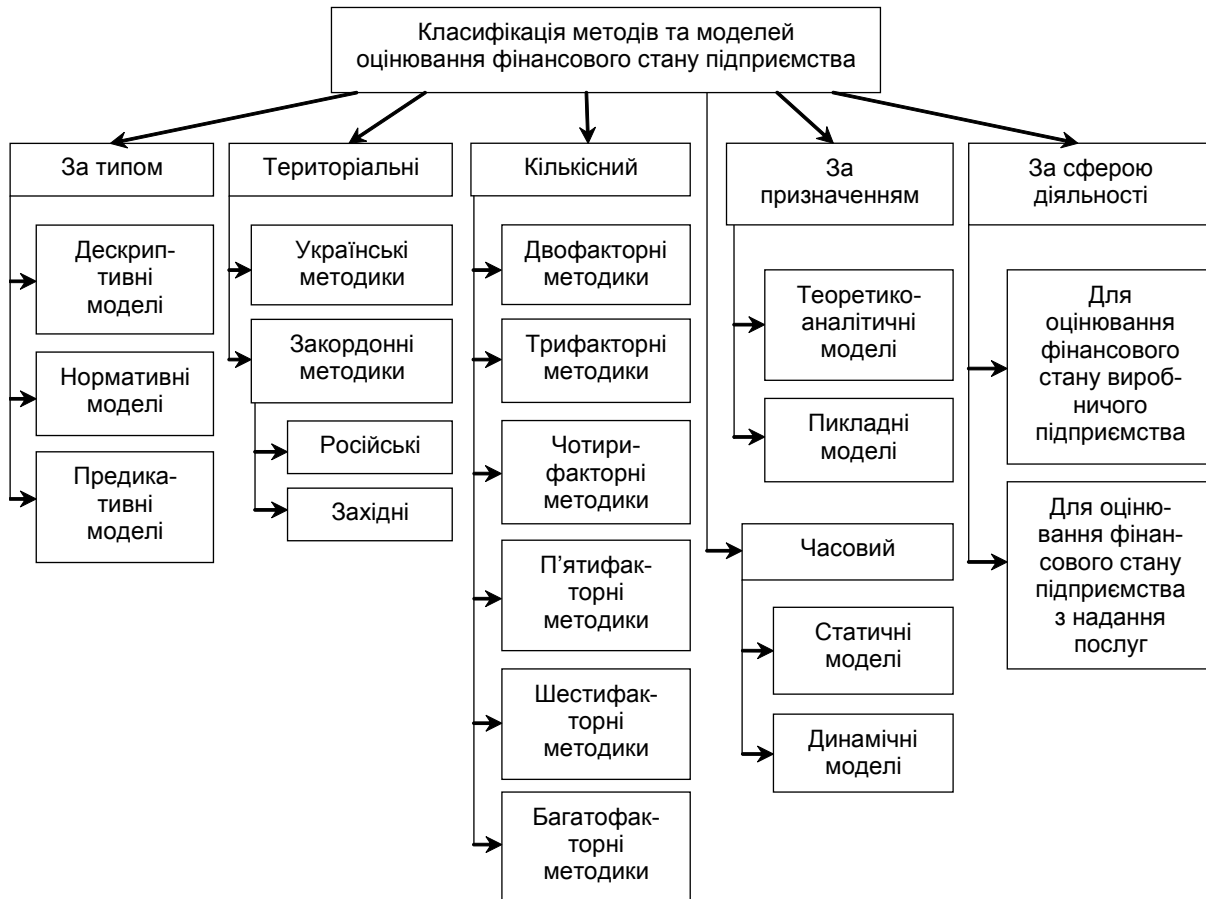 Класифікація методів та моделей
оцінювання фінансового стану підприємства
За типом
Дескрип-
тивні
моделі
Нормативні
моделі
Предика-
тивні
моделі
Територіальні
Українські
методики
Закордонні
методики
Російські
Західні
Кількісний
Двофакторні
методики
Трифакторні
методики
Чотири-
факторні
методики
П’ятифак-
торні
методики
Шестифак-
торні
методики
Багатофак-
торні
методики
За
призначенням
Теоретико-
аналітичні
моделі
Пикладні
моделі
Часовий
Статичні
моделі
Динамічні
моделі
За сферою
діяльності
Для
оцінювання
фінансового
стану вироб-
ничого
підприємства
Для оціню-
вання фінан-
сового стану
підприємства
з надання
послуг